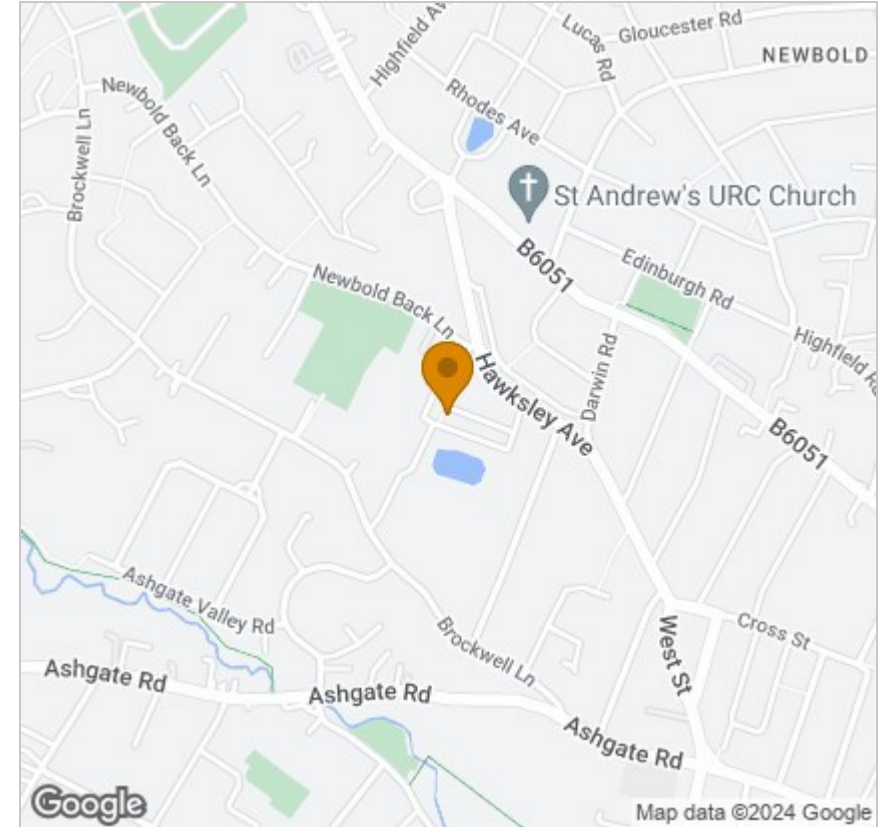 Highfield Av
Lucas Rd
Gloucester Rd
NEWBOLD
Newbold Back Ln
Rhodes Ave
Brockwell Ln
St Andrew's URC Church
B6051
Edinburgh Rd
Newbold Back Ln
Highfield Rd
Hawksley Ave
Darwin Rd
B6051
Ashgate Valley Rd
Brockwell Ln
West St
Cross St
Ashgate Rd
Ashgate Rd
Ashgate Rd
Google
Map data ©2024 Google